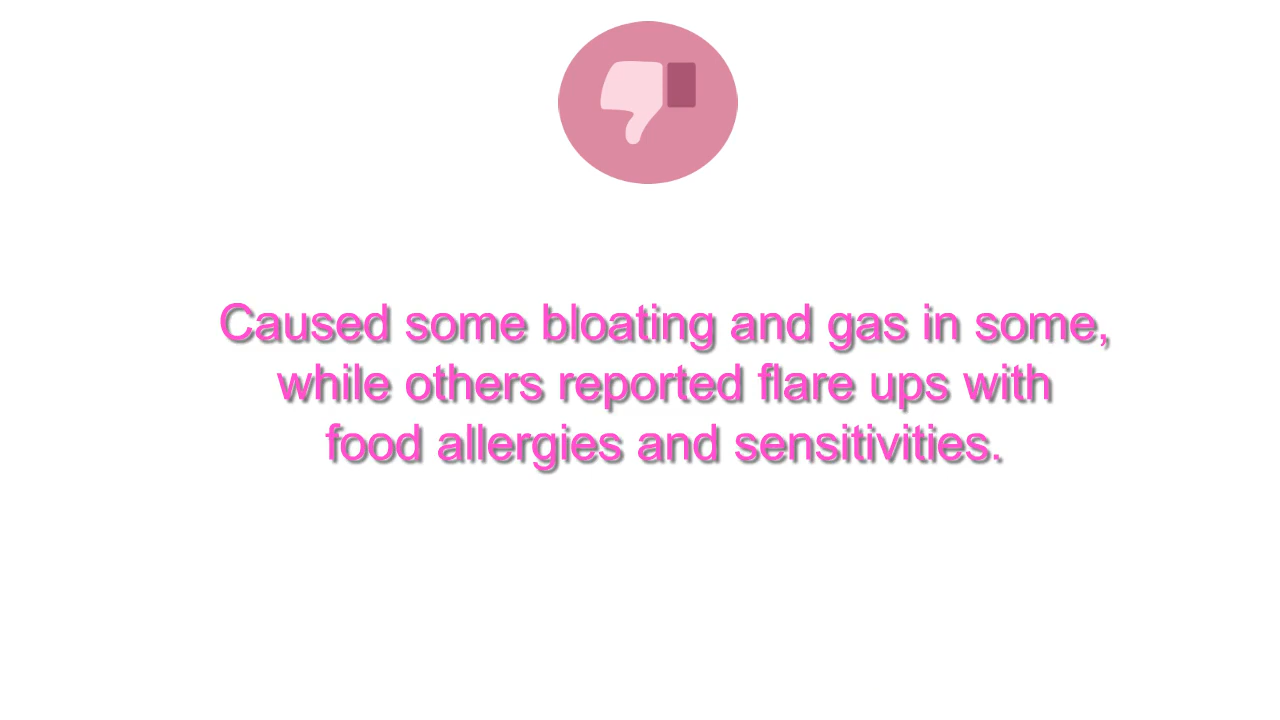 Caused some bloating and gas in some,
while others reported flare ups with
food allergies and sensitivities.